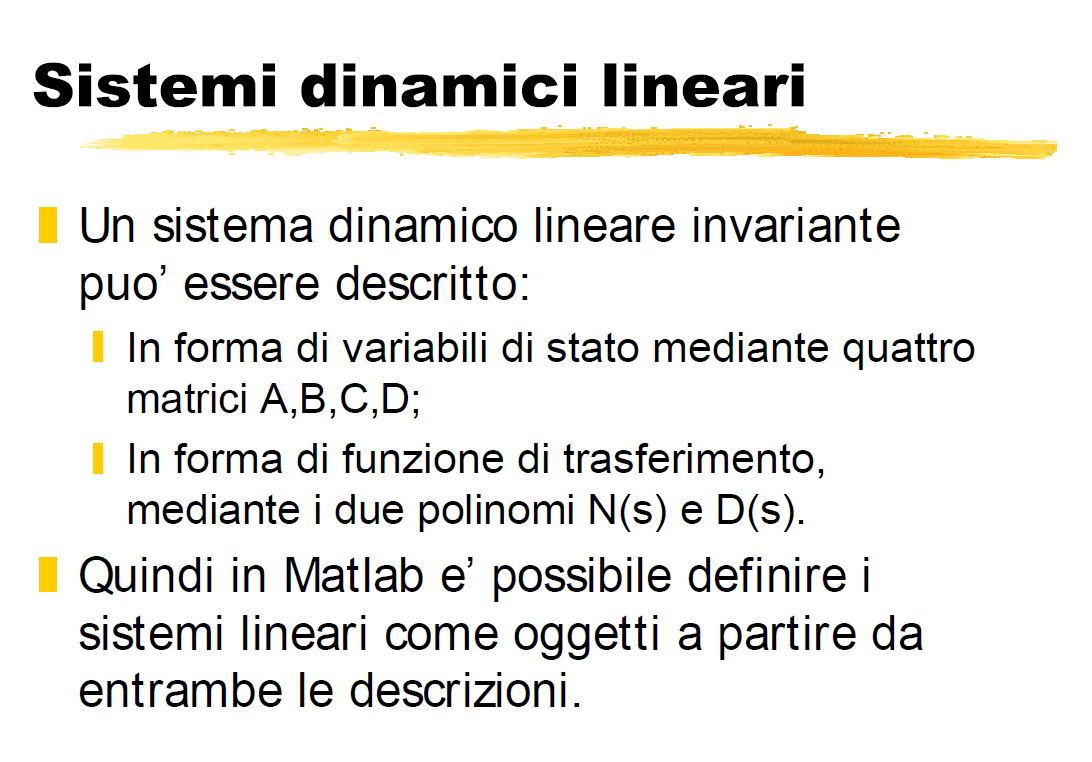 Sistemi dinamici lineari
Un sistema dinamico lineare invariante
puo’ essere descritto:
In forma di variabili di stato mediante quattro
matrici A,B,C,D;
In forma di funzione di trasferimento,
mediante i due polinomi N(s) e D(s).
Quindi in Matlab e’ possibile definire i
sistemi lineari come oggetti a partire da
entrambe le descrizioni.